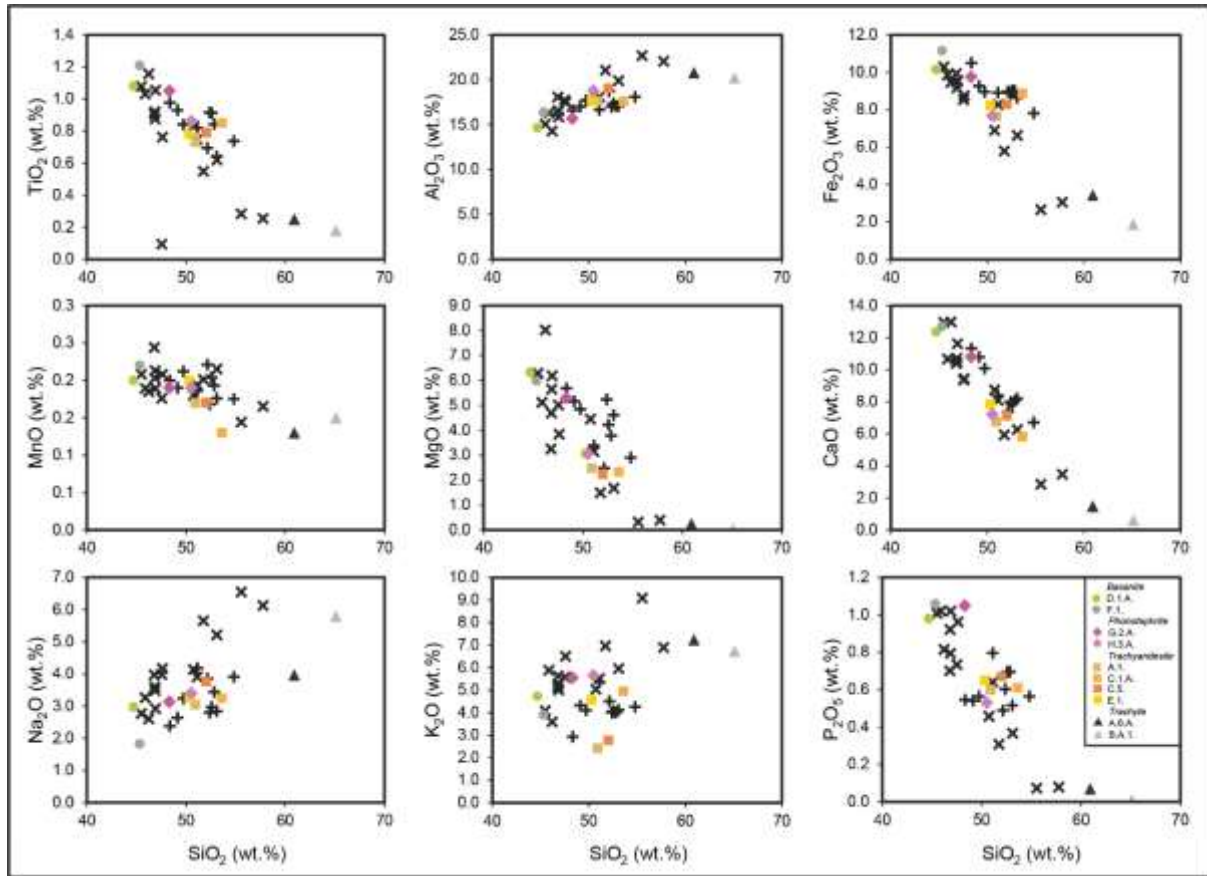 TiO2 (wt.%)
1.4
1.2
1.0
0.8
0.6
0.4
0.2
0.0
40 50 60 70
Al2O3 (wt.%)
25.0
20.0
15.0
10.0
5.0
0.0
40 50 60 70
Fe2O3 (wt.%)
12.0
10.0
8.0
6.0
4.0
2.0
0.0
40 50 60 70
MnO (wt.%)
0.3
0.3
0.2
0.2
0.1
0.1
0.0
40 50 60 70
MgO (wt.%)
9.0
8.0
7.0
6.0
5.0
4.0
3.0
2.0
1.0
0.0
40 50 60 70
CaO (wt.%)
14.0
12.0
10.0
8.0
6.0
4.0
2.0
0.0
40 50 60 70
Na2O (wt.%)
7.0
6.0
5.0
4.0
3.0
2.0
1.0
0.0
40 50 60 70
SiO2 (wt.%)
K2O (wt.%)
10.0
9.0
8.0
7.0
6.0
5.0
4.0
3.0
2.0
1.0
0.0
40 50 60 70
SiO2 (wt.%)
P2O5 (wt.%)
1.2
1.0
0.8
0.6
0.4
0.2
0.0
40 50 60 70
SiO2 (wt.%)
Basanite
D.1.A.
F.1.
Phonotephrite
G.2.A.
H.3.A.
Trachyandesite
A.1.
C.1.A.
C.5.
E.1.
Trachyte
A.6.A.
B.A.1.